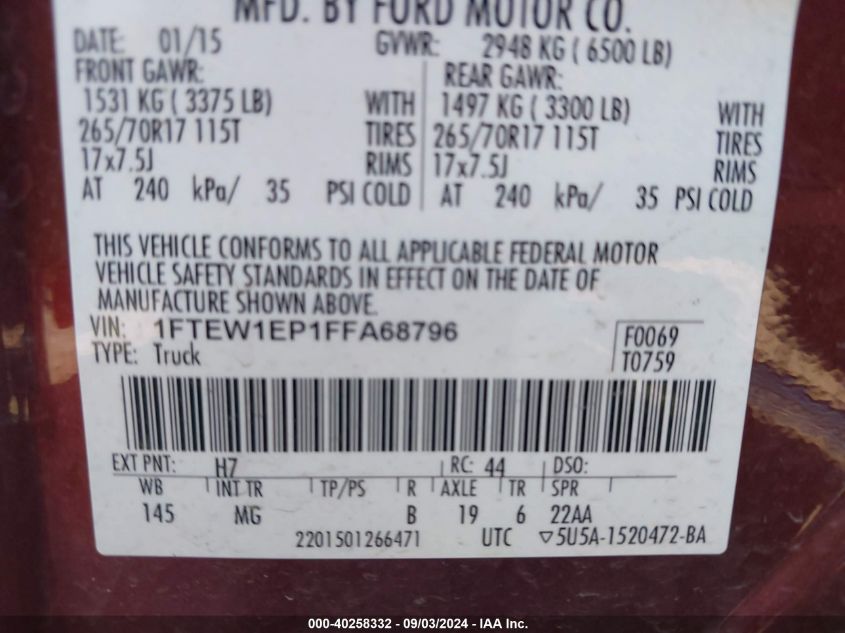 MFD. BY FORD MOTOR CO.
DATE: 01/15 GVWR: 2948 KG ( 6500 LB)
FRONT GAWR: REAR GAWR:
1531 KG ( 3375 LB) WITH 1497 KG ( 3300 LB) WITH
265/70R17 115T TIRES 265/70R17 115T TIRES
17x7.5J RIMS 17x7.5J RIMS
AT 240 kPa/ 35 PSI COLD AT 240 kPa/ 35 PSI COLD
THIS VEHICLE CONFORMS TO ALL APPLICABLE FEDERAL MOTOR
VEHICLE SAFETY STANDARDS IN EFFECT ON THE DATE OF
MANUFACTURE SHOWN ABOVE.
VIN: 1FTEW1EP1FFA68796 F0069
TYPE: Truck T0759
EXT PNT: H7 RC: 44 DSO:
WB INT TR TP/PS R AXLE TR SPR
145 MG B 19 6 22AA
2201501266471 UTC ▽5U5A-1520472-BA
000-40258332 - 09/03/2024 - IAAI Inc.